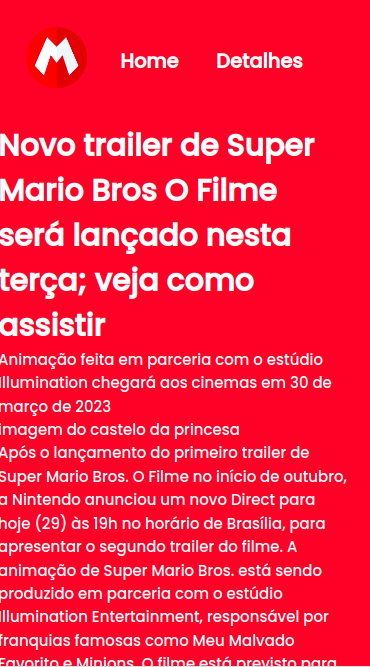 M
Home Detalhes
Novo trailer de Super
Mario Bros O Filme
será lançado nesta
terça; veja como
assistir
Animação feita em parceria com o estúdio
Illumination chegará aos cinemas em 30 de
março de 2023
imagem do castelo da princesa
Após o lançamento do primeiro trailer de
Super Mario Bros. O Filme no início de outubro,
a Nintendo anunciou um novo Direct para
hoje (29) às 19h no horário de Brasília, para
apresentar o segundo trailer do filme. A
animação de Super Mario Bros. está sendo
produzido em parceria com o estúdio
Illumination Entertainment, responsável por
franquias famosas como Meu Malvado
Favorito e Minions. O filme está previsto para